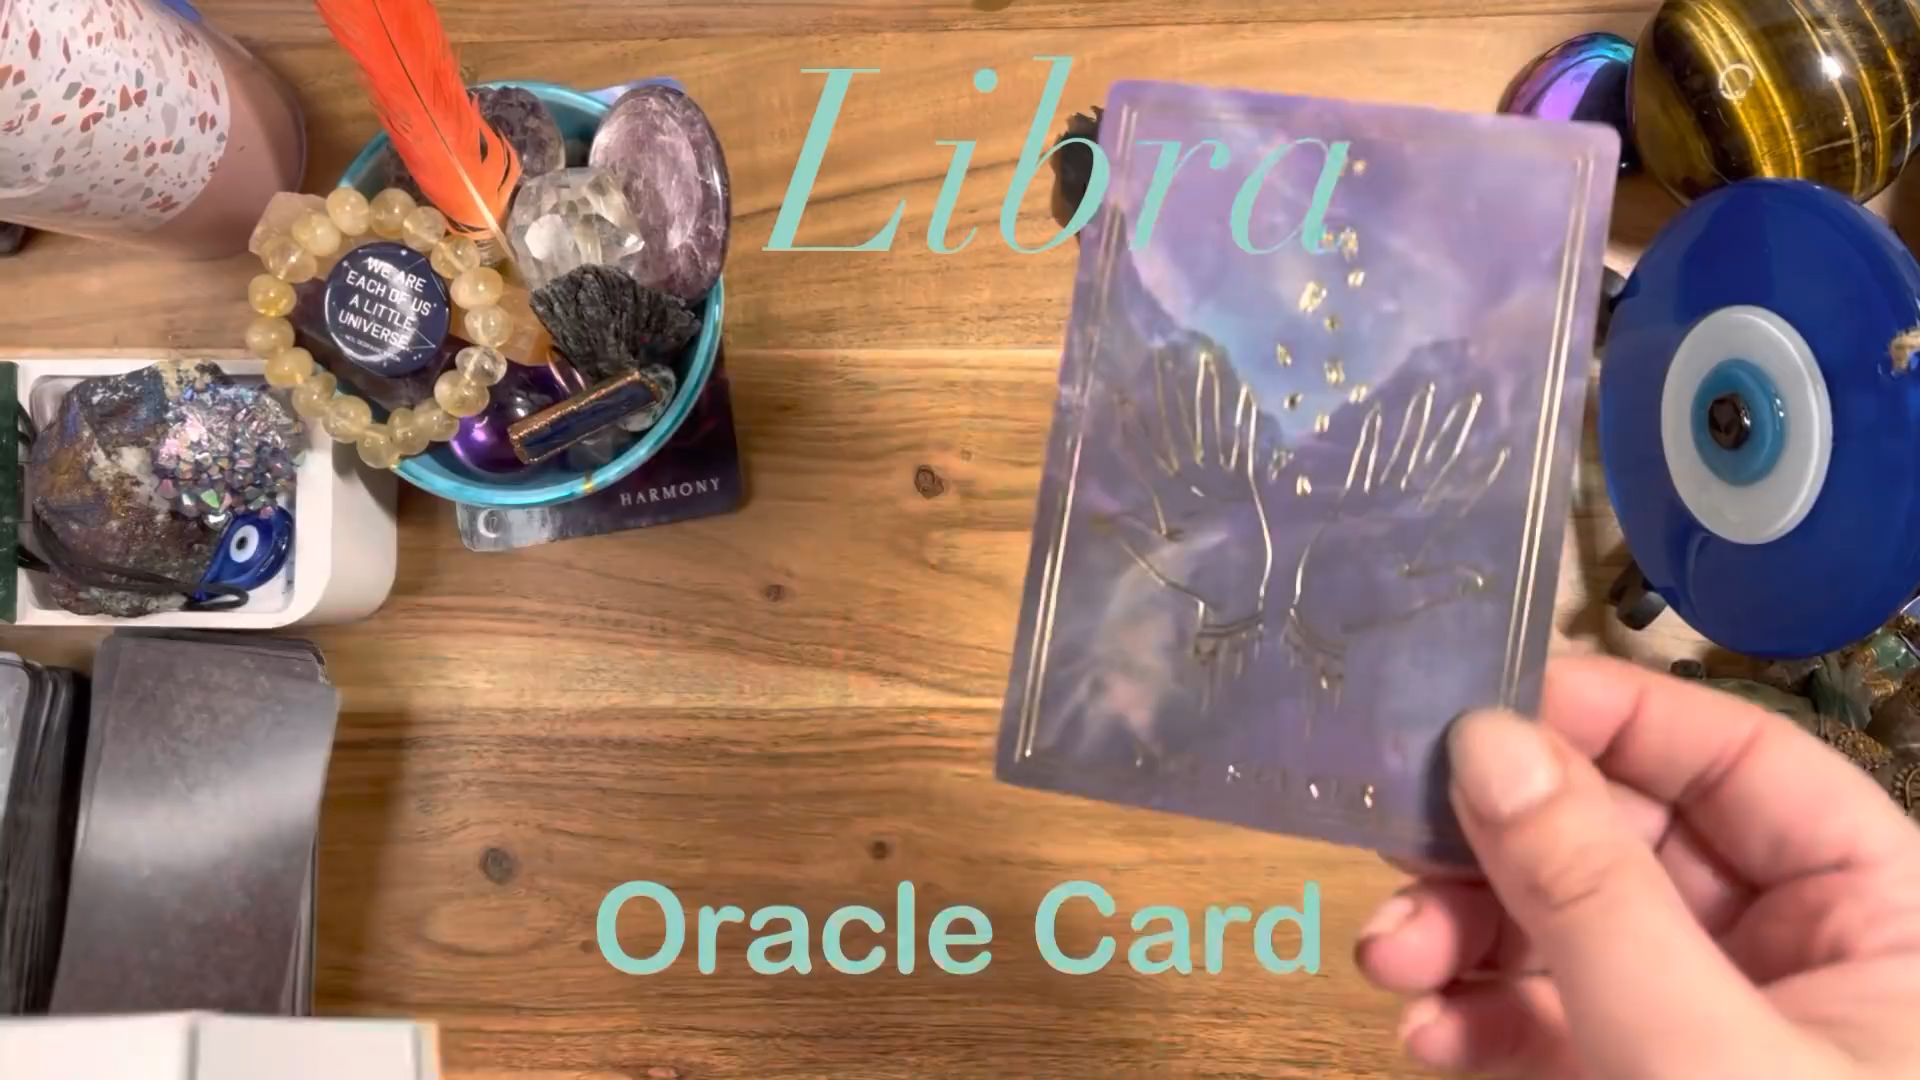 Libra
WE ARE
EACH OF US
A LITTLE
UNIVERSE
HARMONY
Oracle Card